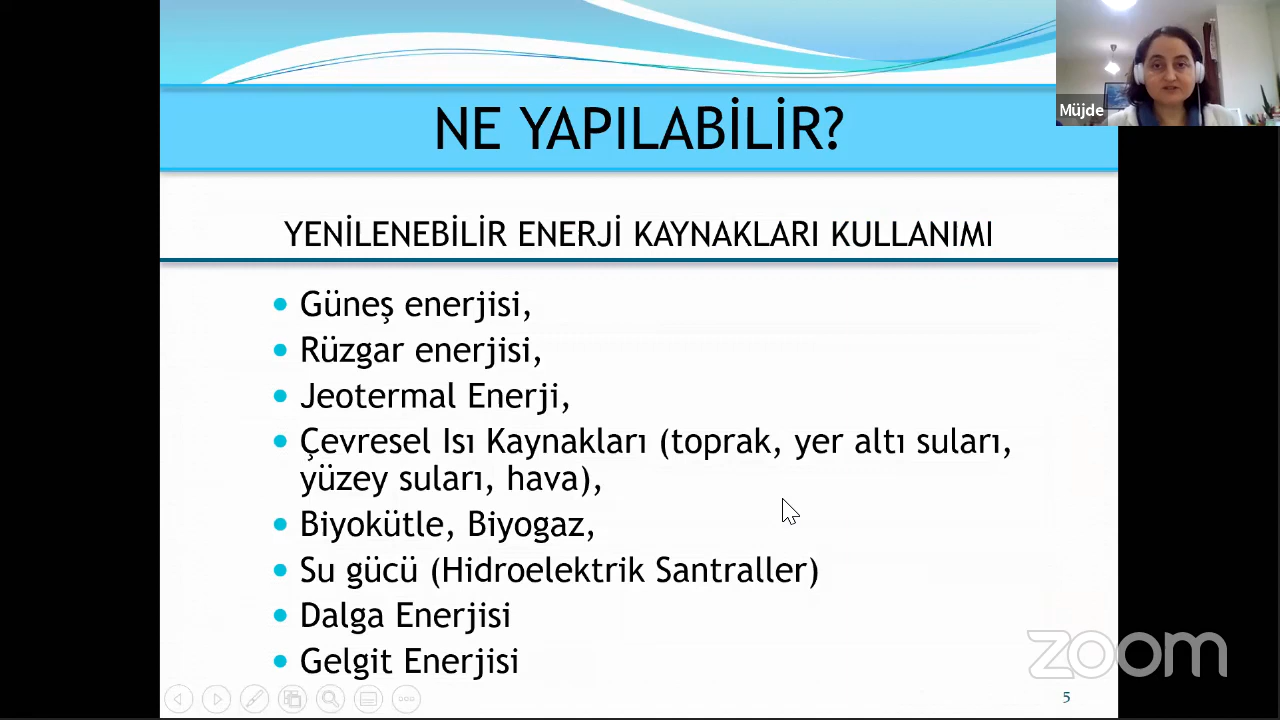 NE YAPILABİLİR?
Müjde
YENİLENEBİLİR ENERJİ KAYNAKLARI KULLANIMI
Güneş enerjisi,
Rüzgar enerjisi,
Jeotermal Enerji,
Çevresel Isı Kaynakları (toprak, yer altı suları,
yüzey suları, hava),
Biyokütle, Biyogaz,
Su gücü (Hidroelektrik Santraller)
Dalga Enerjisi
Gelgit Enerjisi
zoom
5